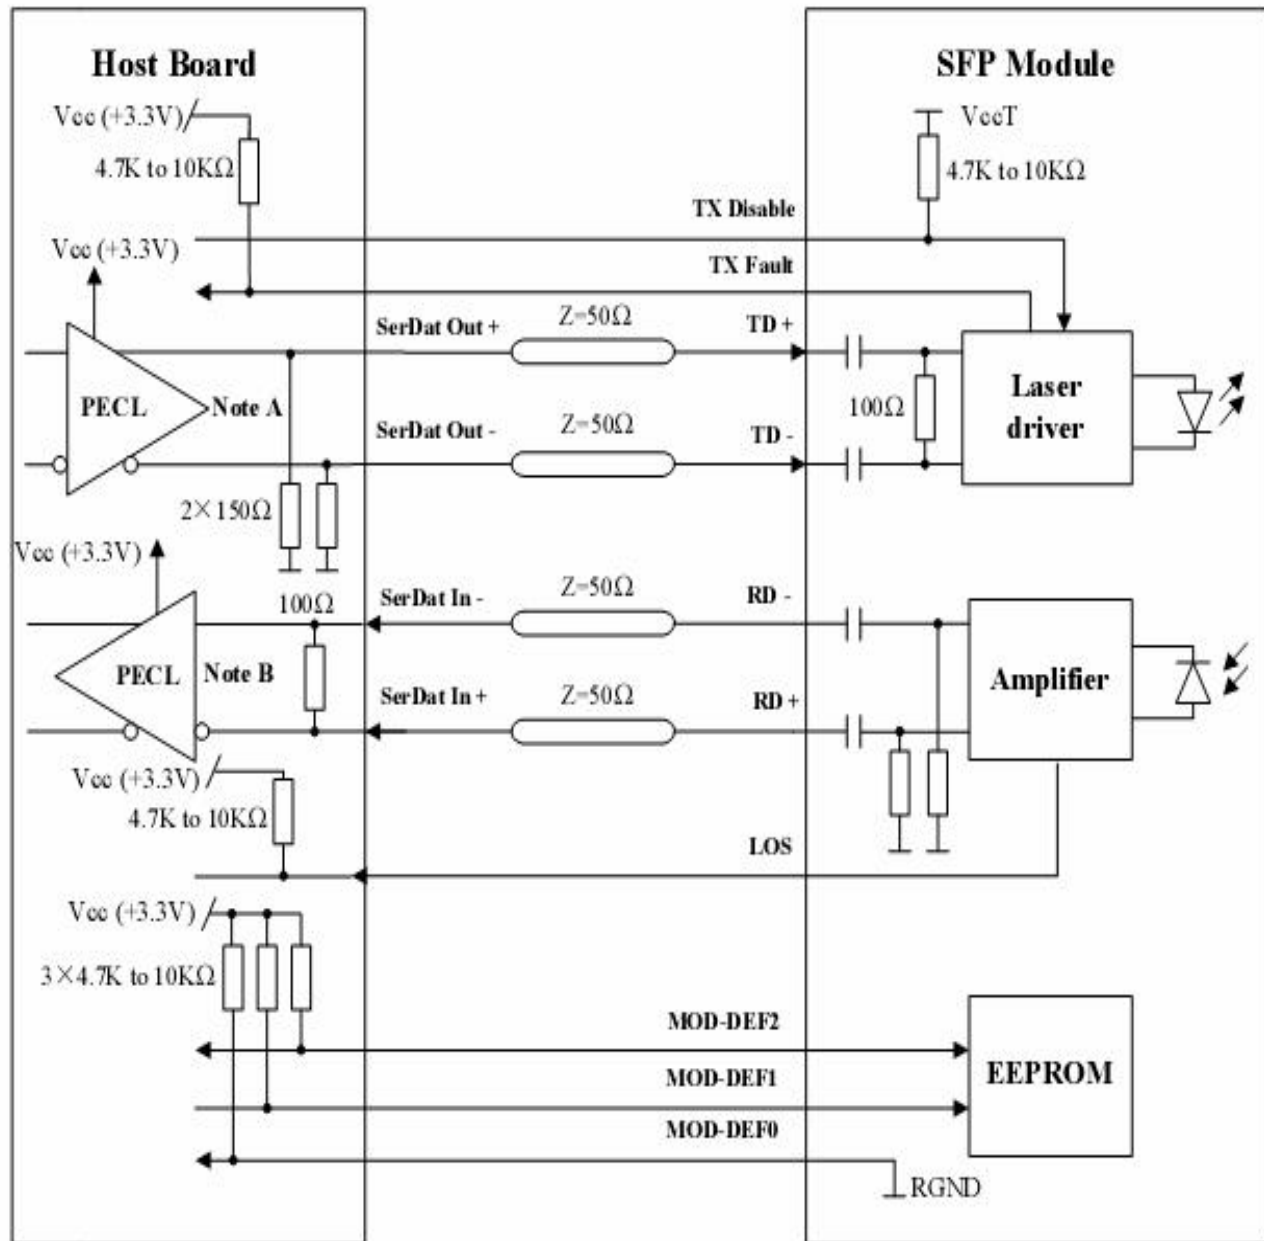 Host Board
SFP Module
Vcc (+3.3V)
VccT
4.7K to 10KΩ
4.7K to 10KΩ
TX Disable
Vcc (+3.3V)
TX Fault
SerDat Out +
Z=50Ω
TD +
PECL
Note A
100Ω
Laser
driver
SerDat Out -
Z=50Ω
TD -
2×150Ω
Vcc (+3.3V)
100Ω
SerDat In -
Z=50Ω
RD -
PECL
Note B
SerDat In +
Z=50Ω
RD +
Amplifier
Vcc (+3.3V)
4.7K to 10KΩ
LOS
Vcc (+3.3V)
3×4.7K to 10KΩ
MOD-DEF2
EEPROM
MOD-DEF1
MOD-DEF0
RGND